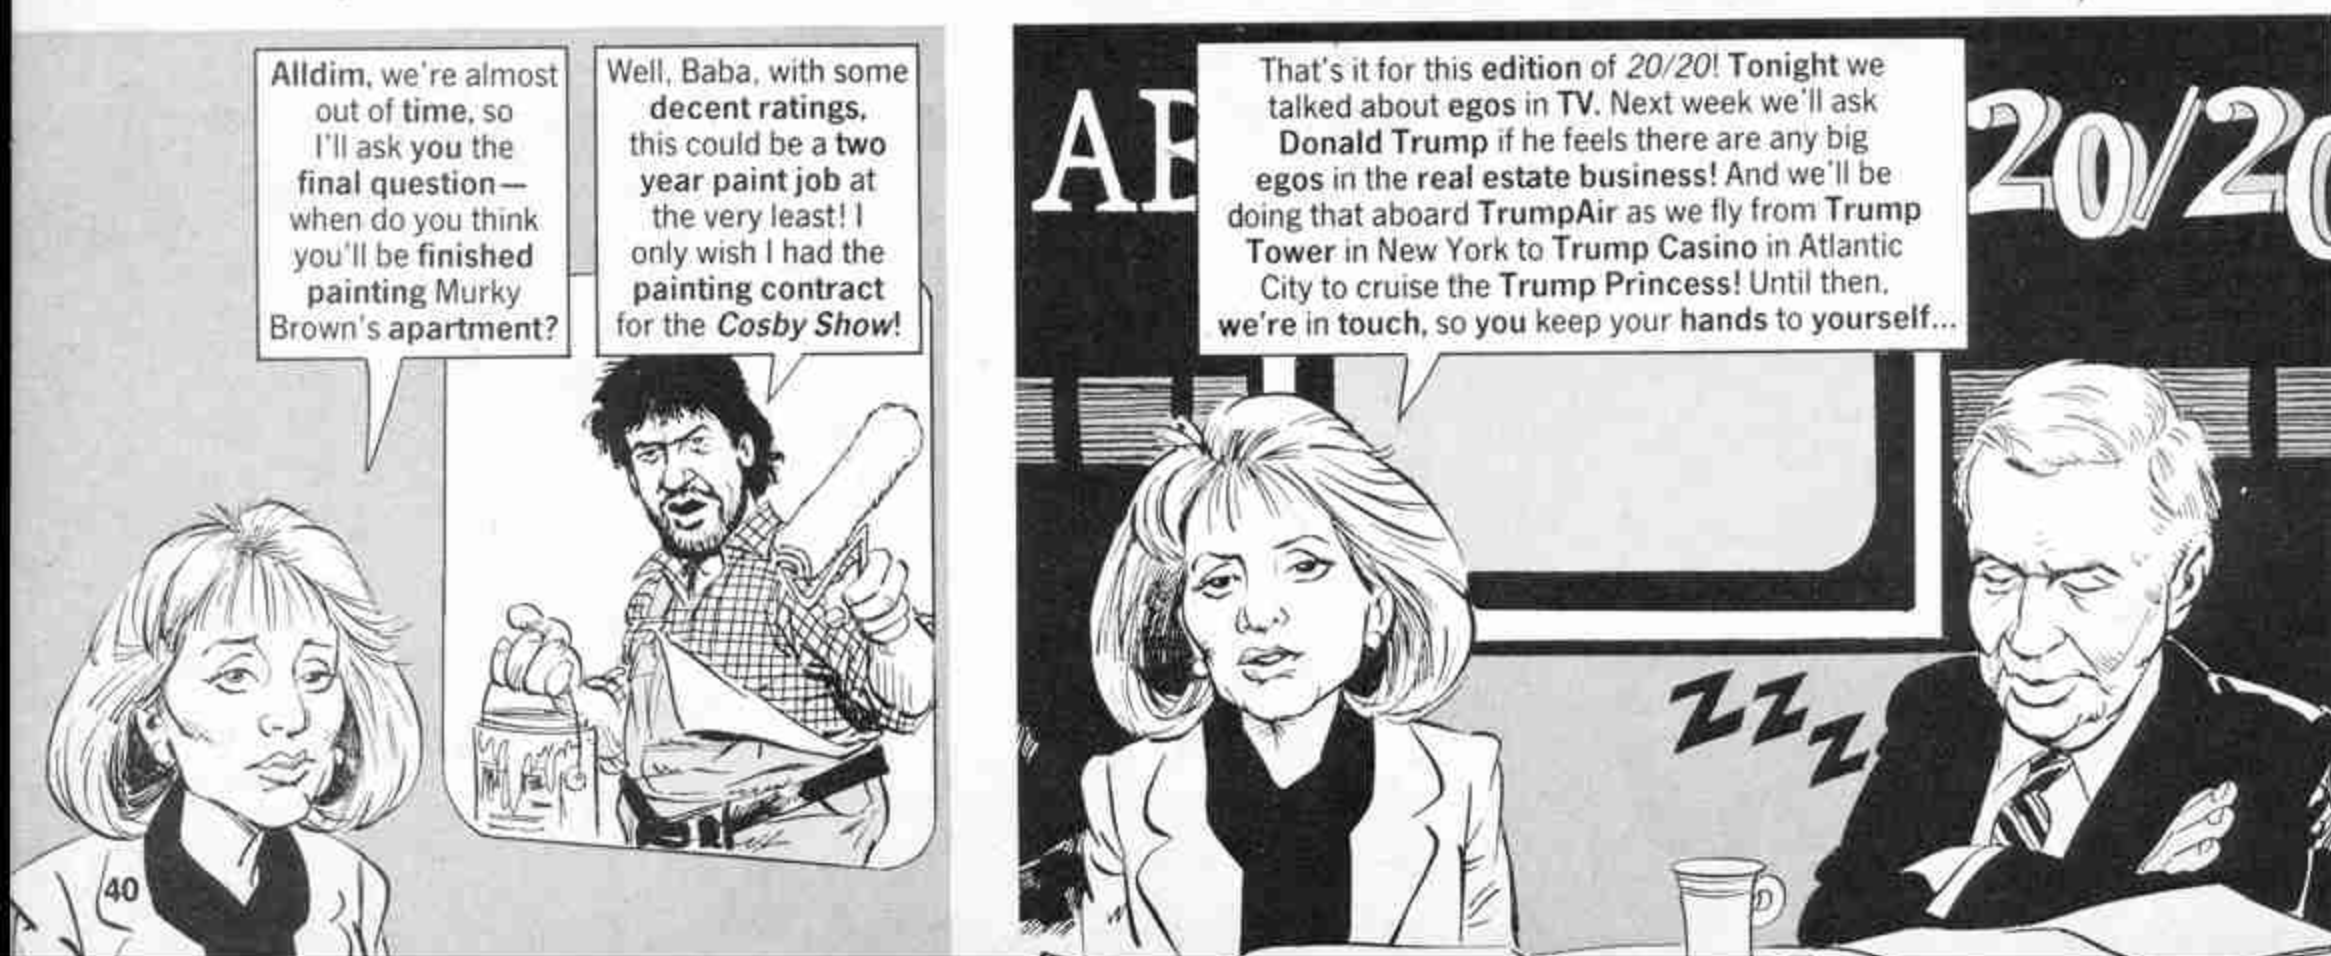 Alldim, we're almost
out of time, so
I'll ask you the
final question—
when do you think
you'll be finished
painting Murky
Brown's apartment?
Well, Baba, with some
decent ratings,
this could be a two
year paint job at
the very least! I
only wish I had the
painting contract
for the Cosby Show!
40
That's it for this edition of 20/20! Tonight we
talked about egos in TV. Next week we'll ask
Donald Trump if he feels there are any big
egos in the real estate business! And we'll be
doing that aboard TrumpAir as we fly from Trump
Tower in New York to Trump Casino in Atlantic
City to cruise the Trump Princess! Until then,
we're in touch, so you keep your hands to yourself...
20/20
ZZZ